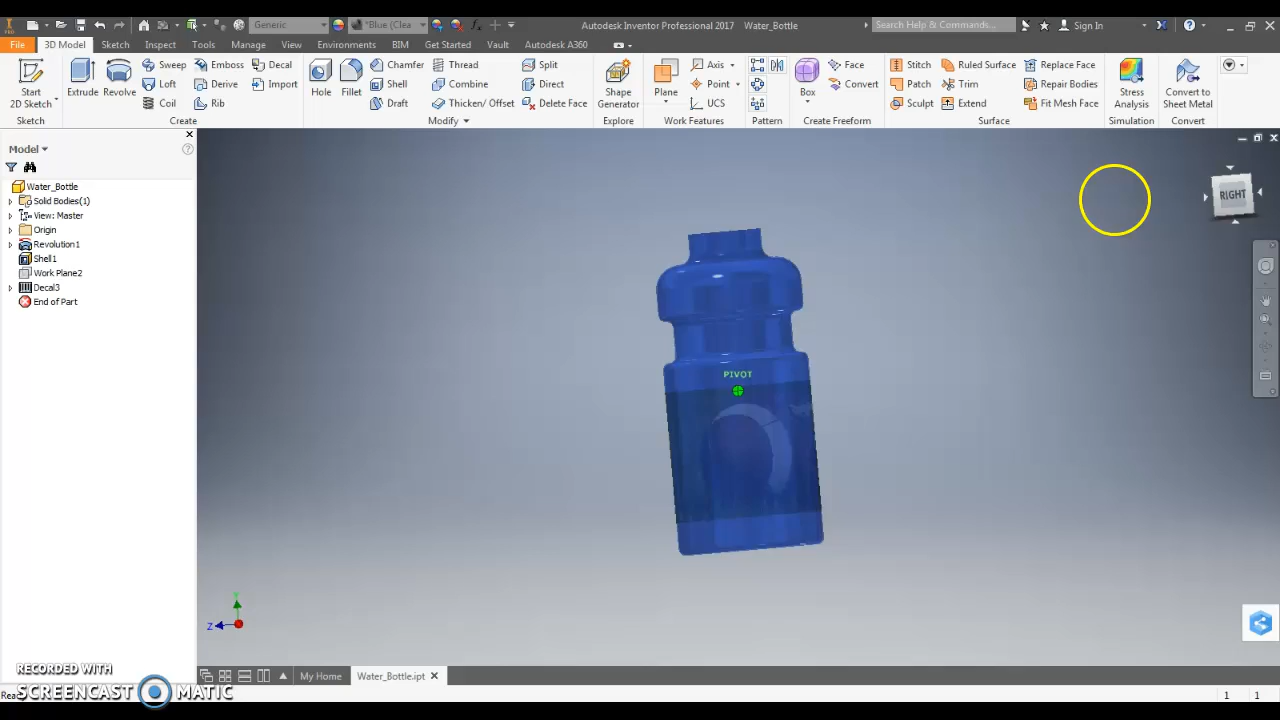 Generic
*Blue (Clea
Autodesk Inventor Professional 2017 Water_Bottle
Search Help & Commands...
Sign In
File 3D Model Sketch Inspect Tools Manage View Environments BIM Get Started Vault Autodesk A360
Start
2D Sketch
Extrude
Revolve
Sweep
Loft
Coil
Emboss
Derive
Rib
Decal
Import
Hole
Fillet
Chamfer
Shell
Draft
Thread
Combine
Thicken/ Offset
Split
Direct
Delete Face
Shape
Generator
Plane
Axis
Point
UCS
Box
Face
Convert
Stitch
Patch
Sculpt
Ruled Surface
Trim
Extend
Replace Face
Repair Bodies
Fit Mesh Face
Stress
Analysis
Convert to
Sheet Metal
Sketch Create Modify Explore Work Features Pattern Create Freeform Surface Simulation Convert
Model
Water_Bottle
Solid Bodies(1)
View: Master
Origin
Revolution1
Shell1
Work Plane2
Decal3
End of Part
RIGHT
PIVOT
Y
Z
My Home Water_Bottle.ipt
RECORDED WITH
SCREENCAST MATIC
Rea
1 1